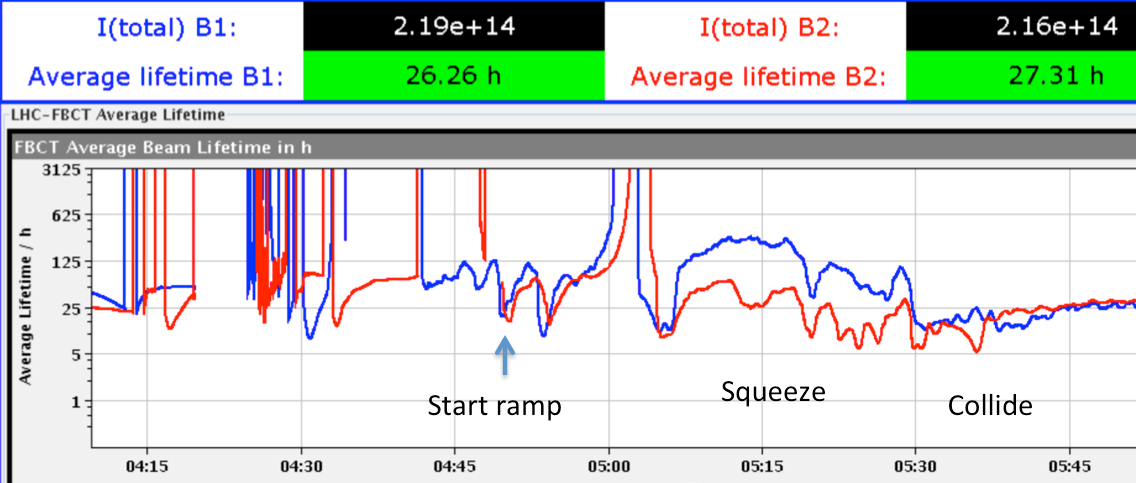 I(total) B1: 2.19e+14 I(total) B2: 2.16e+14
Average lifetime B1: 26.26 h Average lifetime B2: 27.31 h
LHC-FBCT Average Lifetime
FBCT Average Beam Lifetime in h
Average Lifetime / h
3125
625
125
25
5
1
Start ramp
Squeeze
Collide
04:15 04:30 04:45 05:00 05:15 05:30 05:45